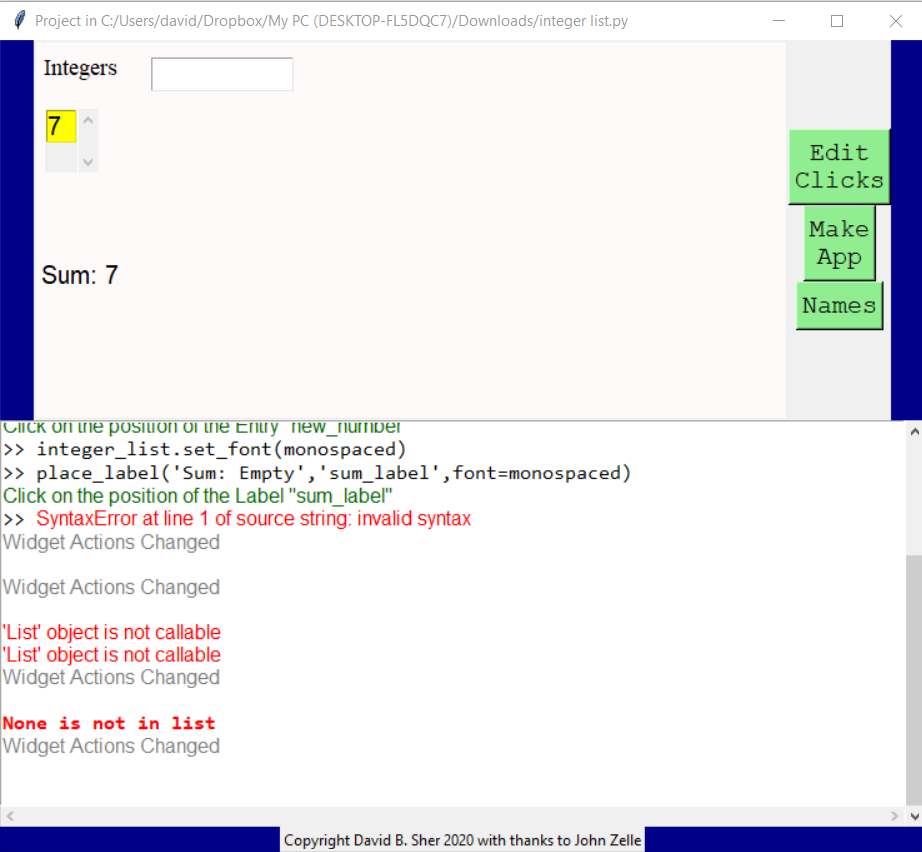 Project in C:/Users/david/Dropbox/My PC (DESKTOP-FL5DQC7)/Downloads/integer list.py
Integers
7
Sum: 7
Edit
Clicks
Make
App
Names
Click on the position of the Entry "new_number"
>> integer_list.set_font(monospaced)
>> place_label('Sum: Empty','sum_label',font=monospaced)
Click on the position of the Label "sum_label"
>> SyntaxError at line 1 of source string: invalid syntax
Widget Actions Changed
Widget Actions Changed
'List' object is not callable
'List' object is not callable
Widget Actions Changed
None is not in list
Widget Actions Changed
Copyright David B. Sher 2020 with thanks to John Zelle